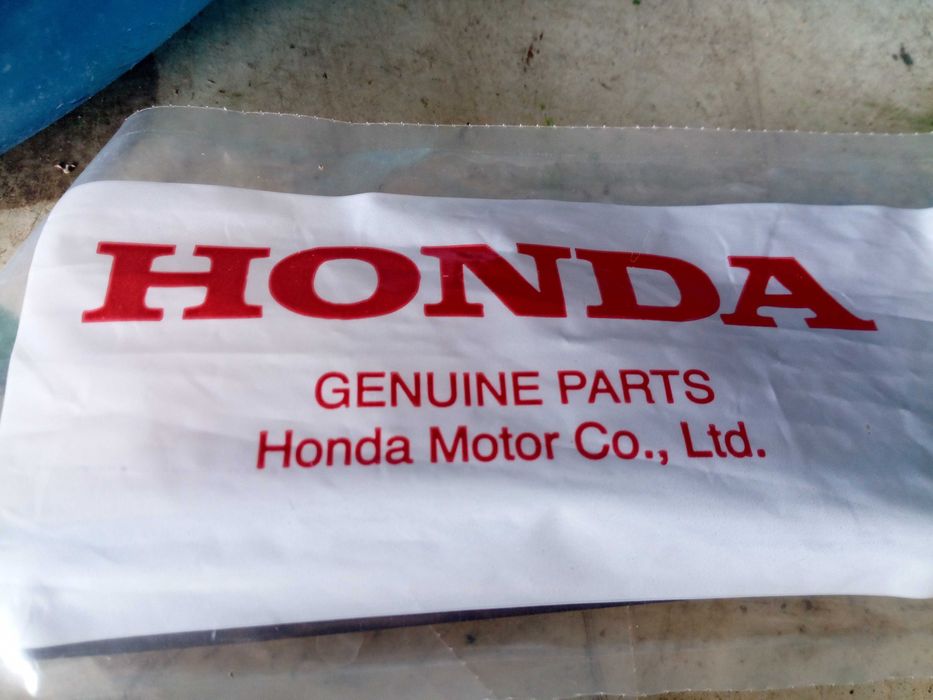 HONDA
GENUINE PARTS
Honda Motor Co., Ltd.